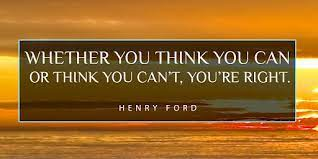 WHETHER YOU THINK YOU CAN
OR THINK YOU CAN'T, YOU'RE RIGHT.
HENRY FORD